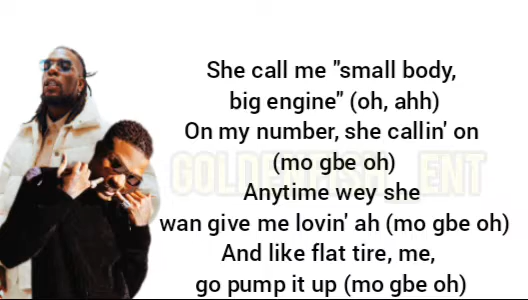 She call me "small body,
big engine" (oh, ahh)
On my number, she callin' on
(mo gbe oh)
GOLDENFISH_ENT
Anytime wey she
wan give me lovin' ah (mo gbe oh)
And like flat tire, me,
go pump it up (mo gbe oh)